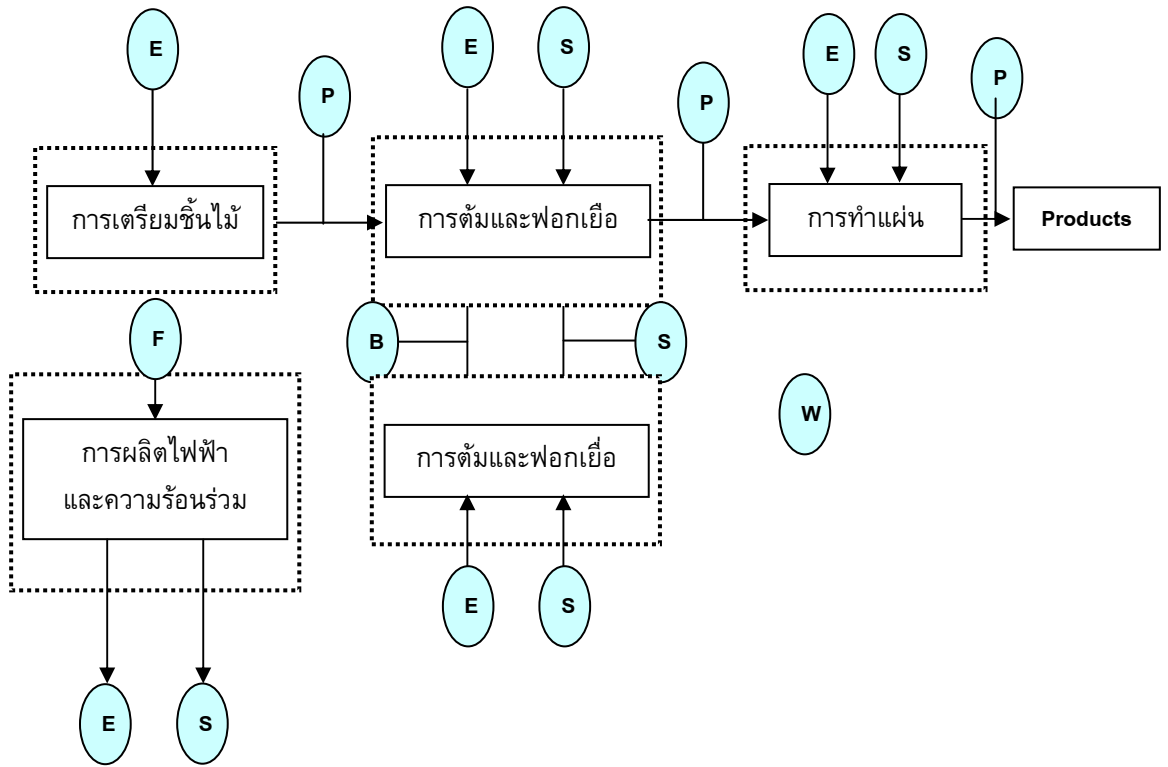 E
E
S
E
S
P
P
P
การเตรียมชิ้นไม้
การต้มและฟอกเยือ
การทำแผ่น
Products
F
B
S
W
การผลิตไฟฟ้า
และความร้อนร่วม
การต้มและฟอกเยื่อ
E
S
E
S